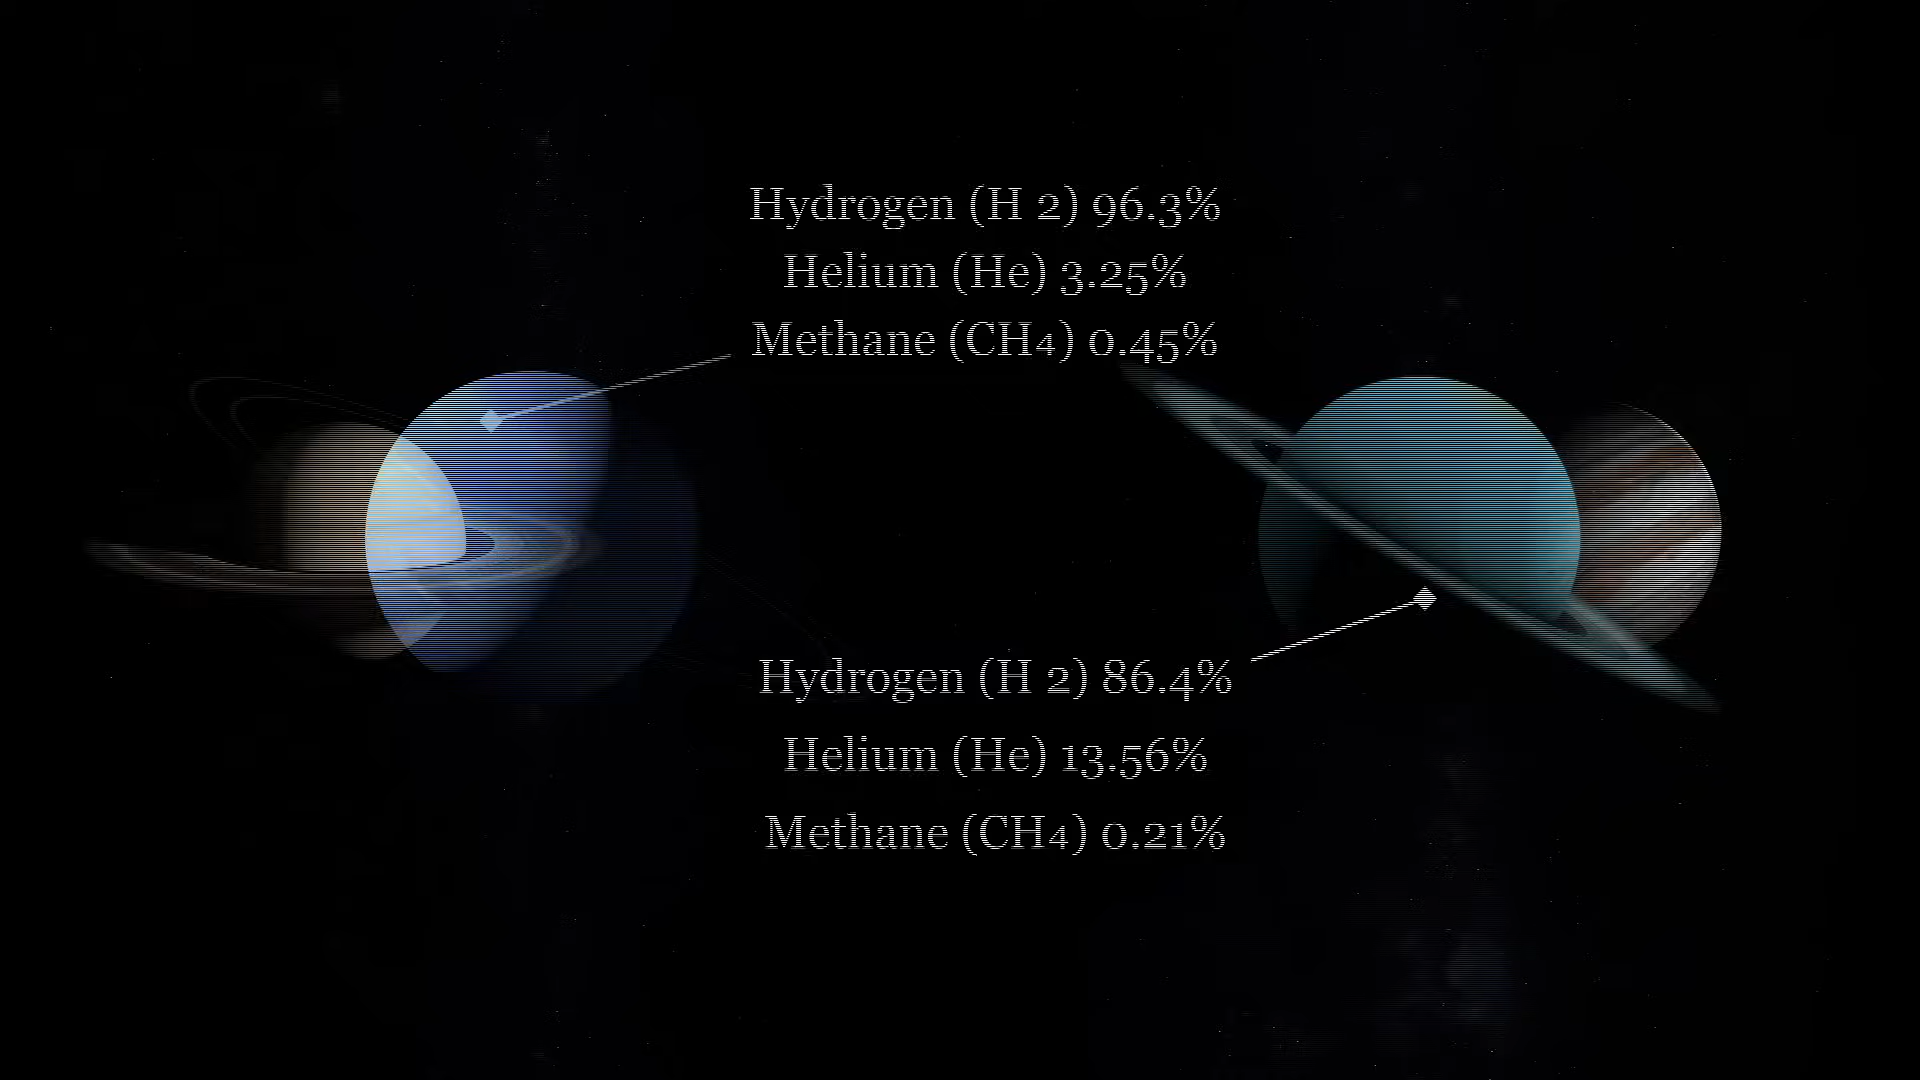 Hydrogen (H 2) 96.3%
Helium (He) 3.25%
Methane (CH4) 0.45%
Hydrogen (H 2) 86.4%
Helium (He) 13.56%
Methane (CH4) 0.21%